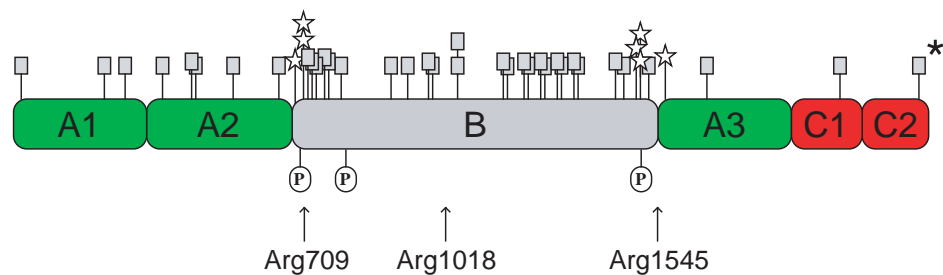 *
A1 A2 B A3 C1 C2
P P P
Arg709 Arg1018 Arg1545